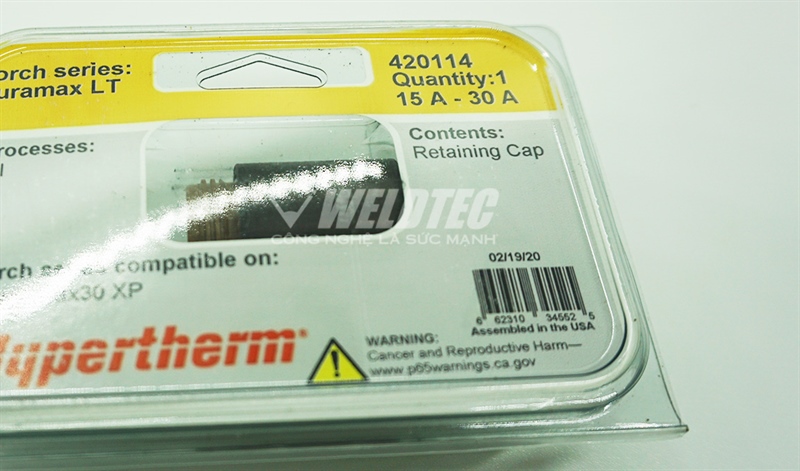 orch series:
uramax LT
420114
Quantity:1
15 A - 30 A
rocesses:
Contents:
Retaining Cap
WELDTEC
CÔNG NGHỆ LÀ SỨC MẠNH
rch series compatible on:
x30 XP
02/19/20
6 62310 34552 5
Assembled in the USA
Hypertherm®
WARNING:
Cancer and Reproductive Harm—
www.p65warnings.ca.gov